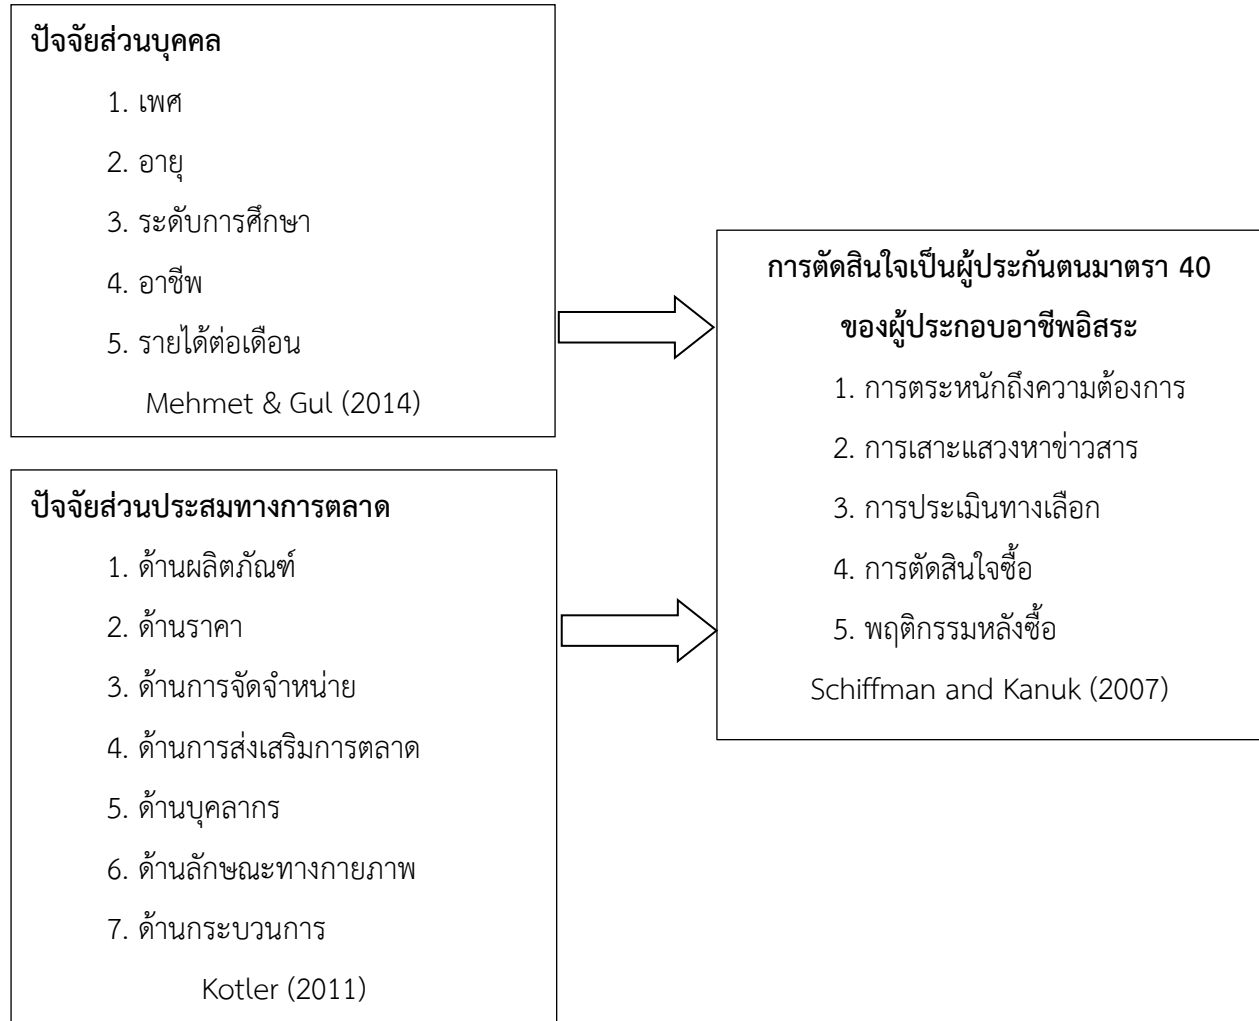 ปัจจัยส่วนบุคคล
1. เพศ
2. อายุ
3. ระดับการศึกษา
4. อาชีพ
5. รายได้ต่อเดือน
Mehmet & Gul (2014)
ปัจจัยส่วนประสมทางการตลาด
1. ด้านผลิตภัณฑ์
2. ด้านราคา
3. ด้านการจัดจำหน่าย
4. ด้านการส่งเสริมการตลาด
5. ด้านบุคลากร
6. ด้านลักษณะทางกายภาพ
7. ด้านกระบวนการ
Kotler (2011)
การตัดสินใจเป็นผู้ประกันตนมาตรา 40
ของผู้ประกอบอาชีพอิสระ
1. การตระหนักถึงความต้องการ
2. การเสาะแสวงหาข่าวสาร
3. การประเมินทางเลือก
4. การตัดสินใจซื้อ
5. พฤติกรรมหลังซื้อ
Schiffman and Kanuk (2007)